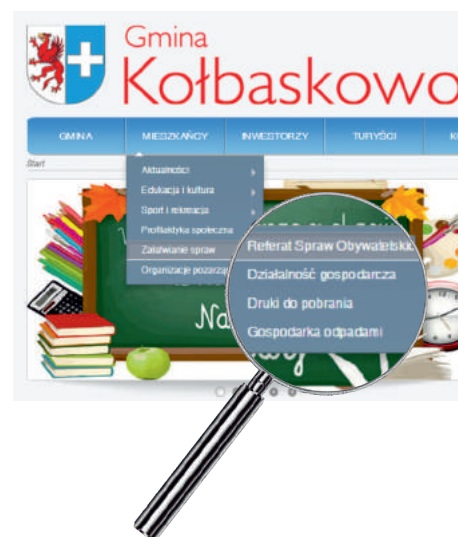 Gmina
Kołbaskowo
GMINA MIESZKAŃCY INWESTORZY TURYŚCI
Start
Aktualności
Edukacja i kultura
Sport i rekreacja
Profilaktyka społeczna
Załatwianie spraw
Organizacje pozarzą
Referat Spraw Obywatelskic
Działalność gospodarcza
Druki do pobrania
Gospodarka odpadami